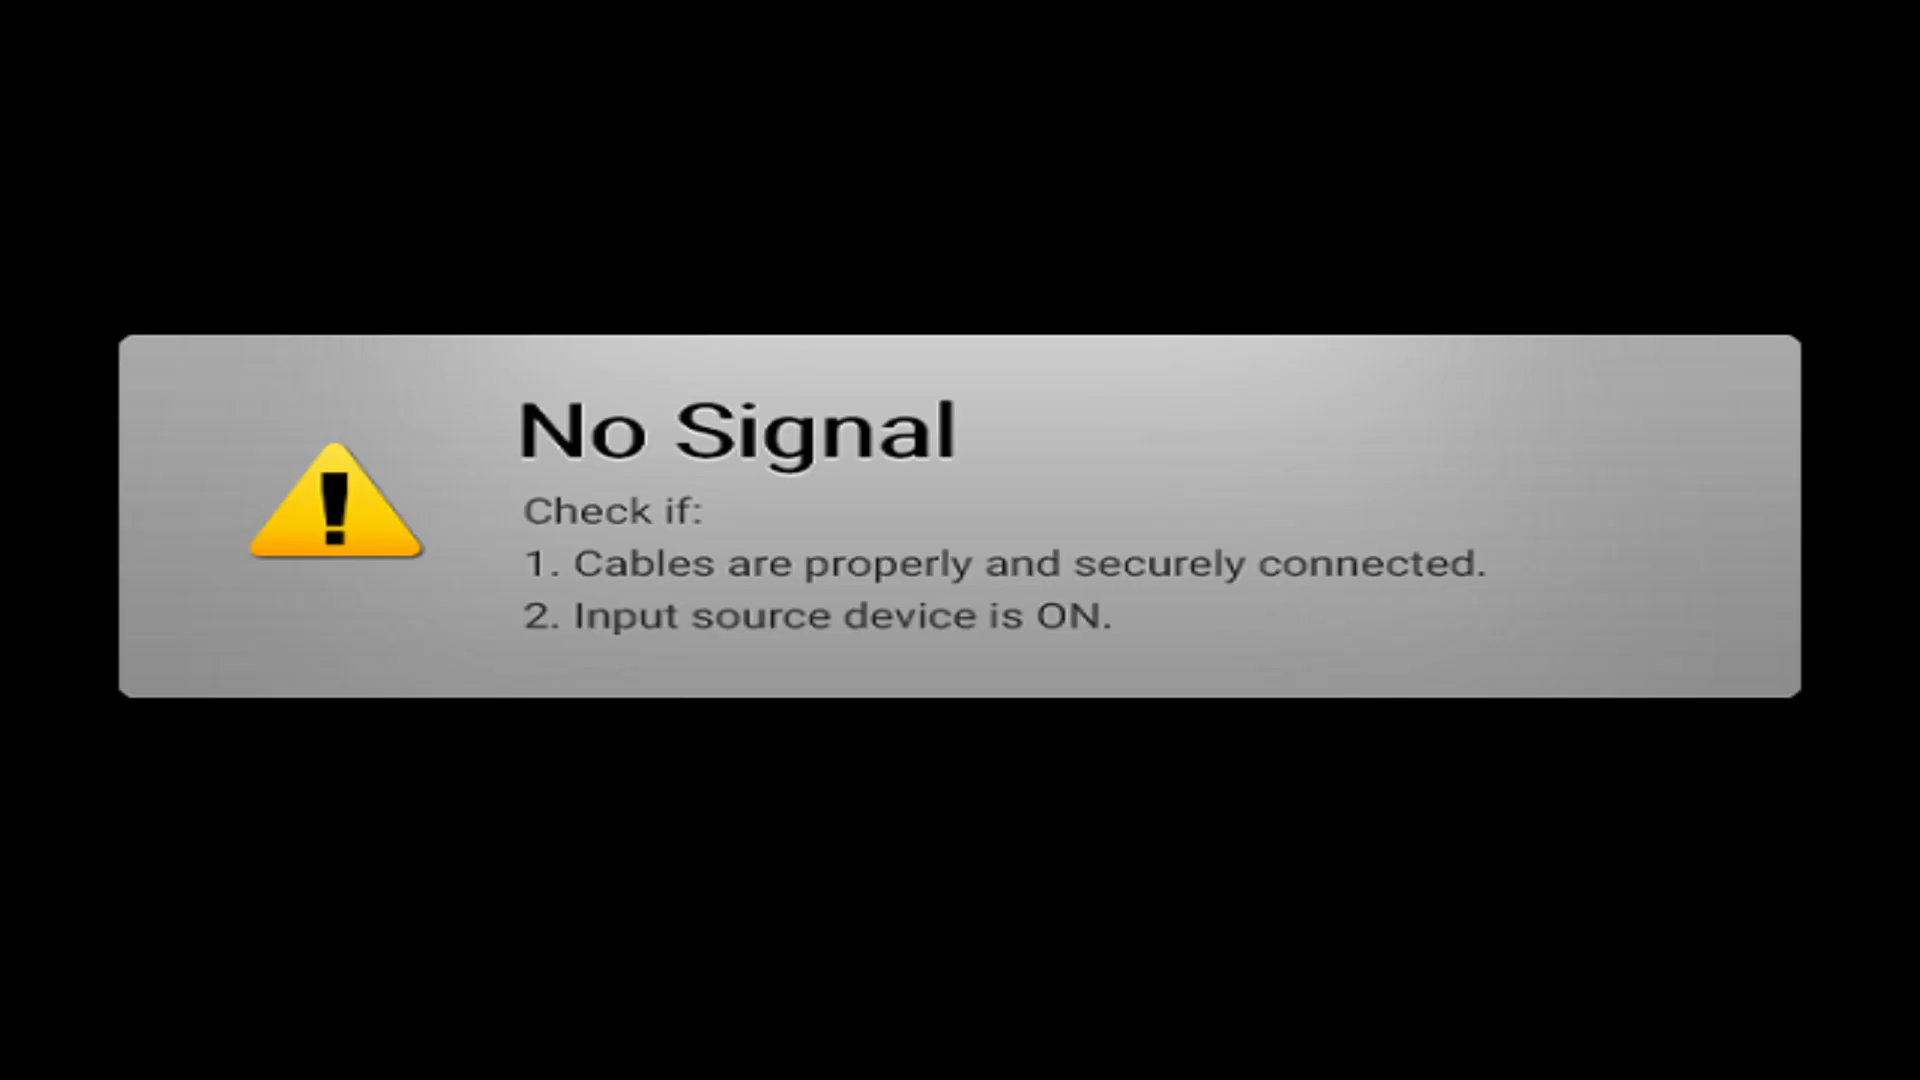 No Signal
Check if:
1. Cables are properly and securely connected.
2. Input source device is ON.